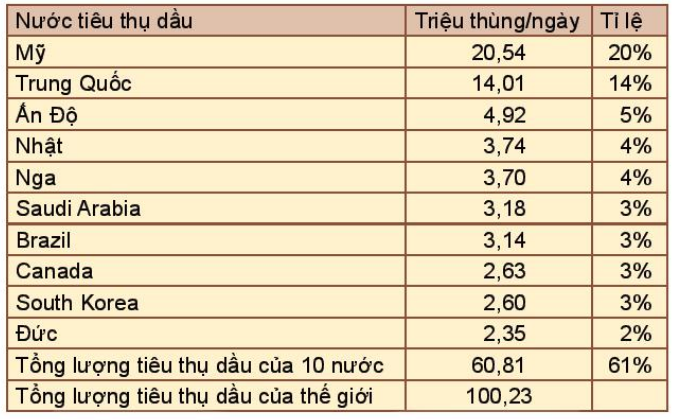 Nước tiêu thụ dầu Triệu thùng/ngày Tỉ lệ
Mỹ 20,54 20%
Trung Quốc 14,01 14%
Ấn Độ 4,92 5%
Nhật 3,74 4%
Nga 3,70 4%
Saudi Arabia 3,18 3%
Brazil 3,14 3%
Canada 2,63 3%
South Korea 2,60 3%
Đức 2,35 2%
Tổng lượng tiêu thụ dầu của 10 nước 60,81 61%
Tổng lượng tiêu thụ dầu của thế giới 100,23